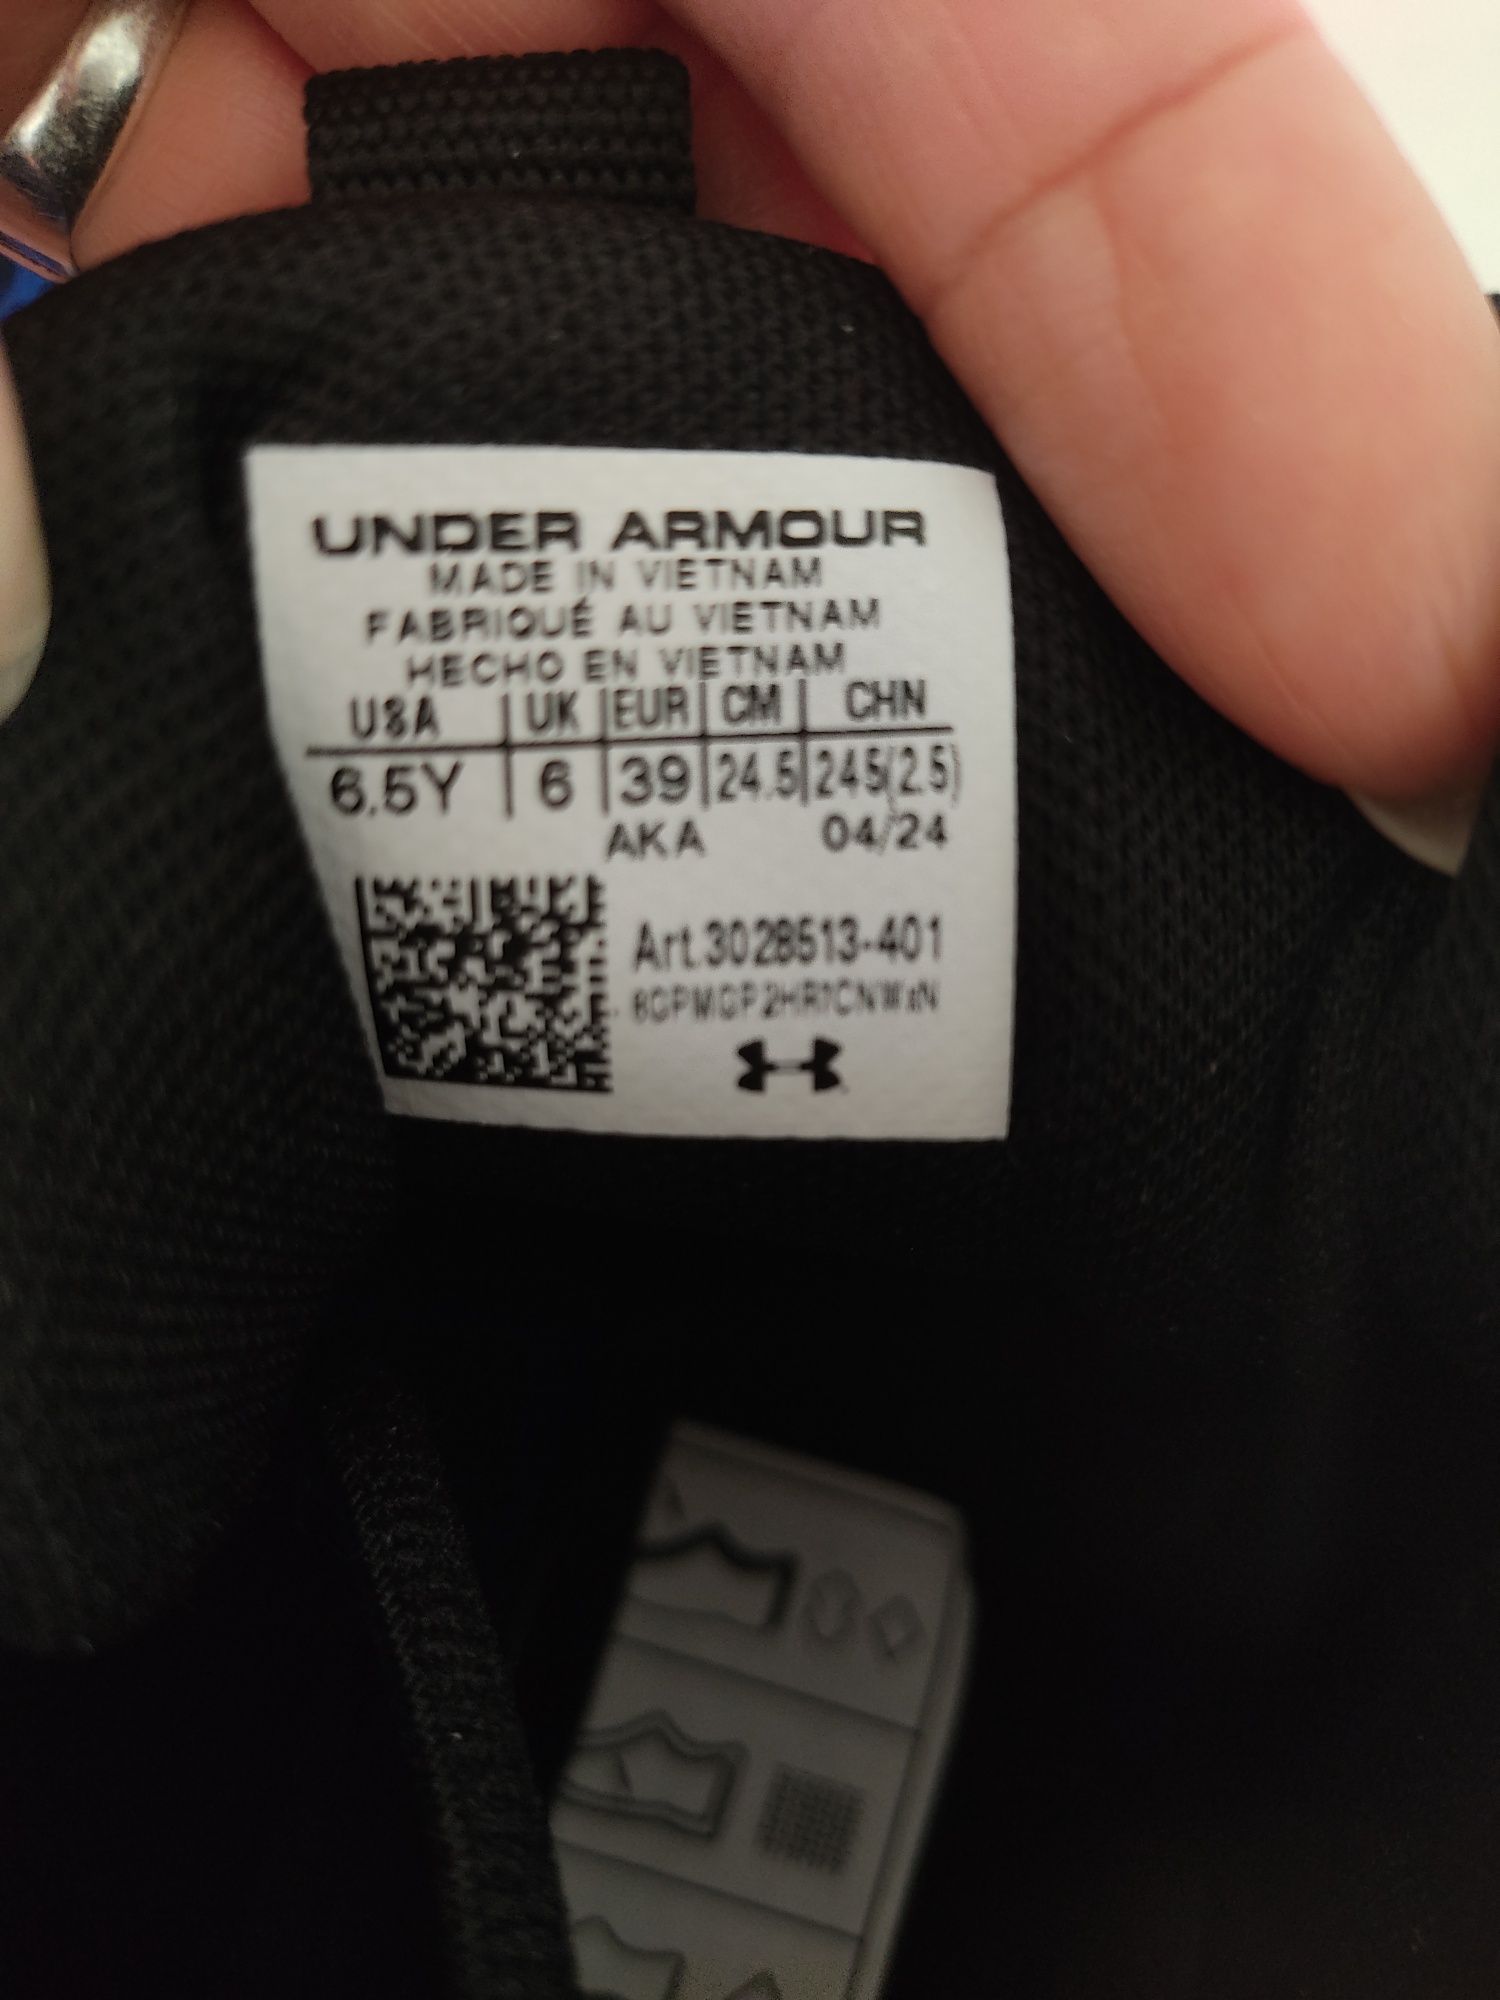 UNDER ARMOUR
MADE IN VIETNAM
FABRIQUÉ AU VIETNAM
HECHO EN VIETNAM
USA | UK | EUR | CM | CHN
6.5Y | 6 | 39 | 24.5 | 245(2.5)
AKA 04/24
Art.3028513-401